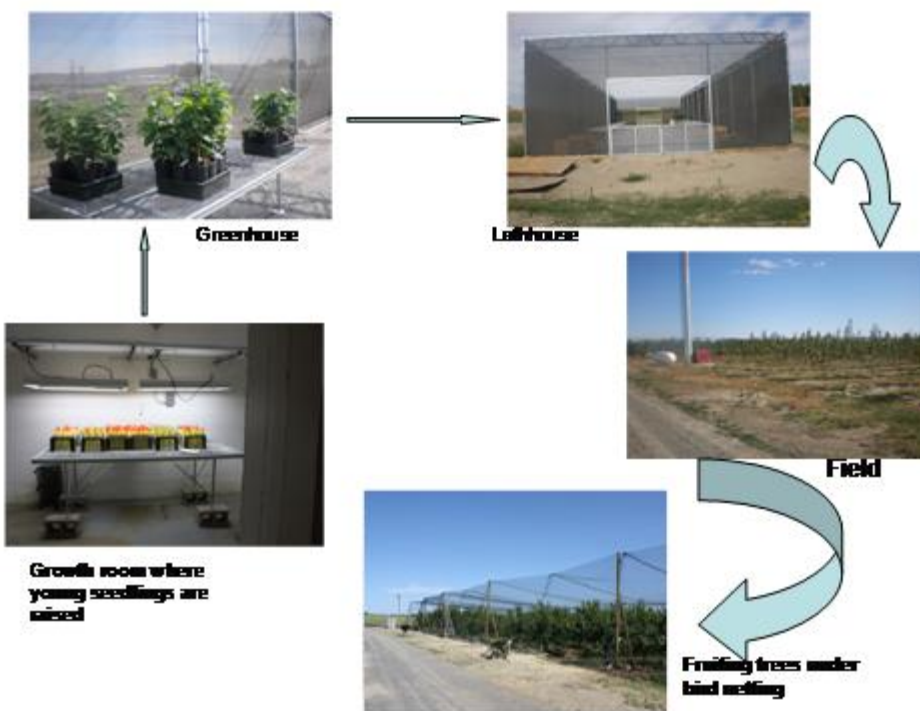 Greenhouse
Lathhouse
Field
Growth room where
young seedlings are
raised
Fruiting trees under
bird netting